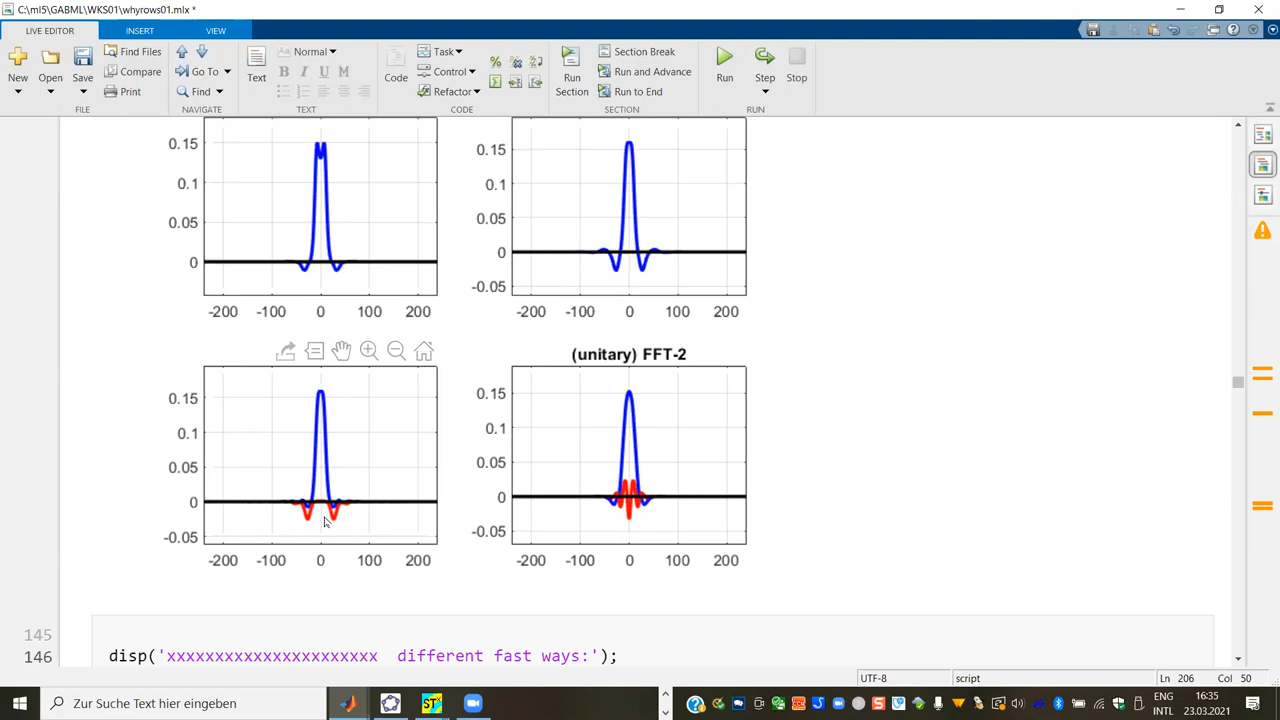 C:\ml5\GABML\WKS01\whyrows01.mlx *
LIVE EDITOR INSERT VIEW
New Open Save Find Files Compare Print
FILE
Go To Find
NAVIGATE
Text Normal B I U M
TEXT
Code Task Control Refactor
CODE
Run Section Section Break Run and Advance Run to End
SECTION
Run Step Stop
RUN
0.15
0.1
0.05
0
-200 -100 0 100 200
0.15
0.1
0.05
0
-0.05
-200 -100 0 100 200
0.15
0.1
0.05
0
-0.05
-200 -100 0 100 200
(unitary) FFT-2
0.15
0.1
0.05
0
-0.05
-200 -100 0 100 200
145
146 disp('xxxxxxxxxxxxxxxxxxxxxx different fast ways:');
UTF-8 script Ln 206 Col 50
Zur Suche Text hier eingeben
ENG
INTL
16:35
23.03.2021